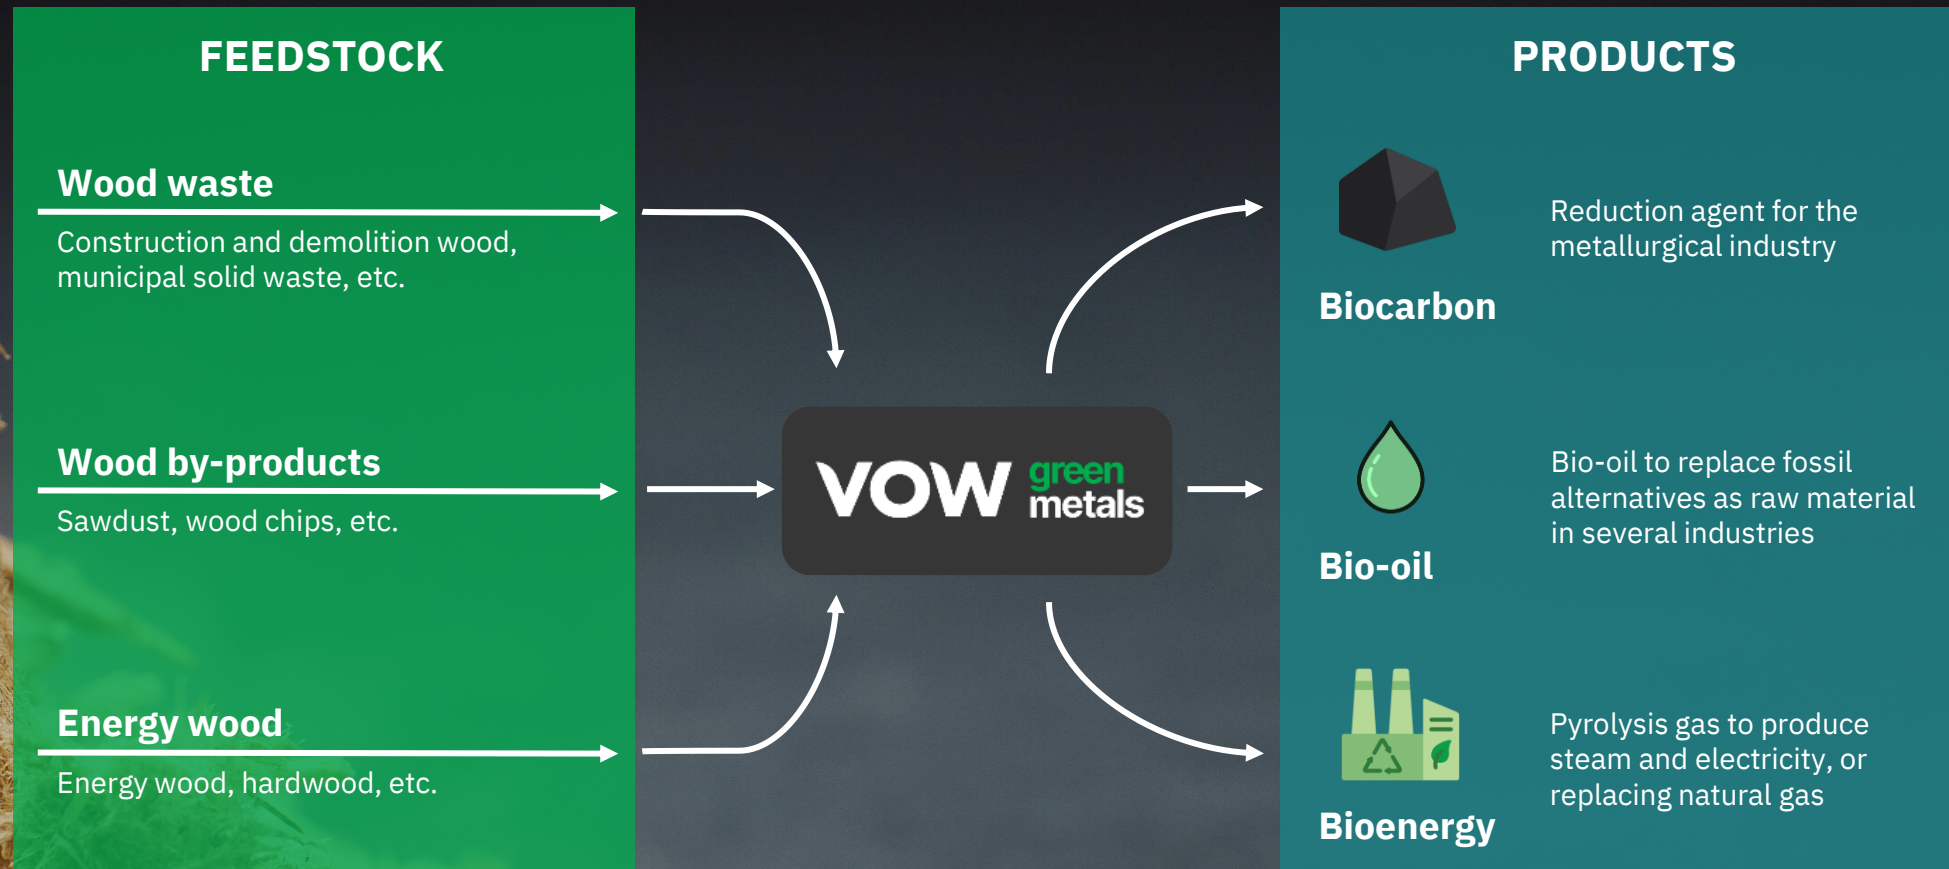 FEEDSTOCK
Wood waste
Construction and demolition wood,
municipal solid waste, etc.
Wood by-products
Sawdust, wood chips, etc.
Energy wood
Energy wood, hardwood, etc.
VOW green
metals
PRODUCTS
Reduction agent for the
metallurgical industry
Biocarbon
Bio-oil to replace fossil
alternatives as raw material
in several industries
Bio-oil
Pyrolysis gas to produce
steam and electricity, or
replacing natural gas
Bioenergy